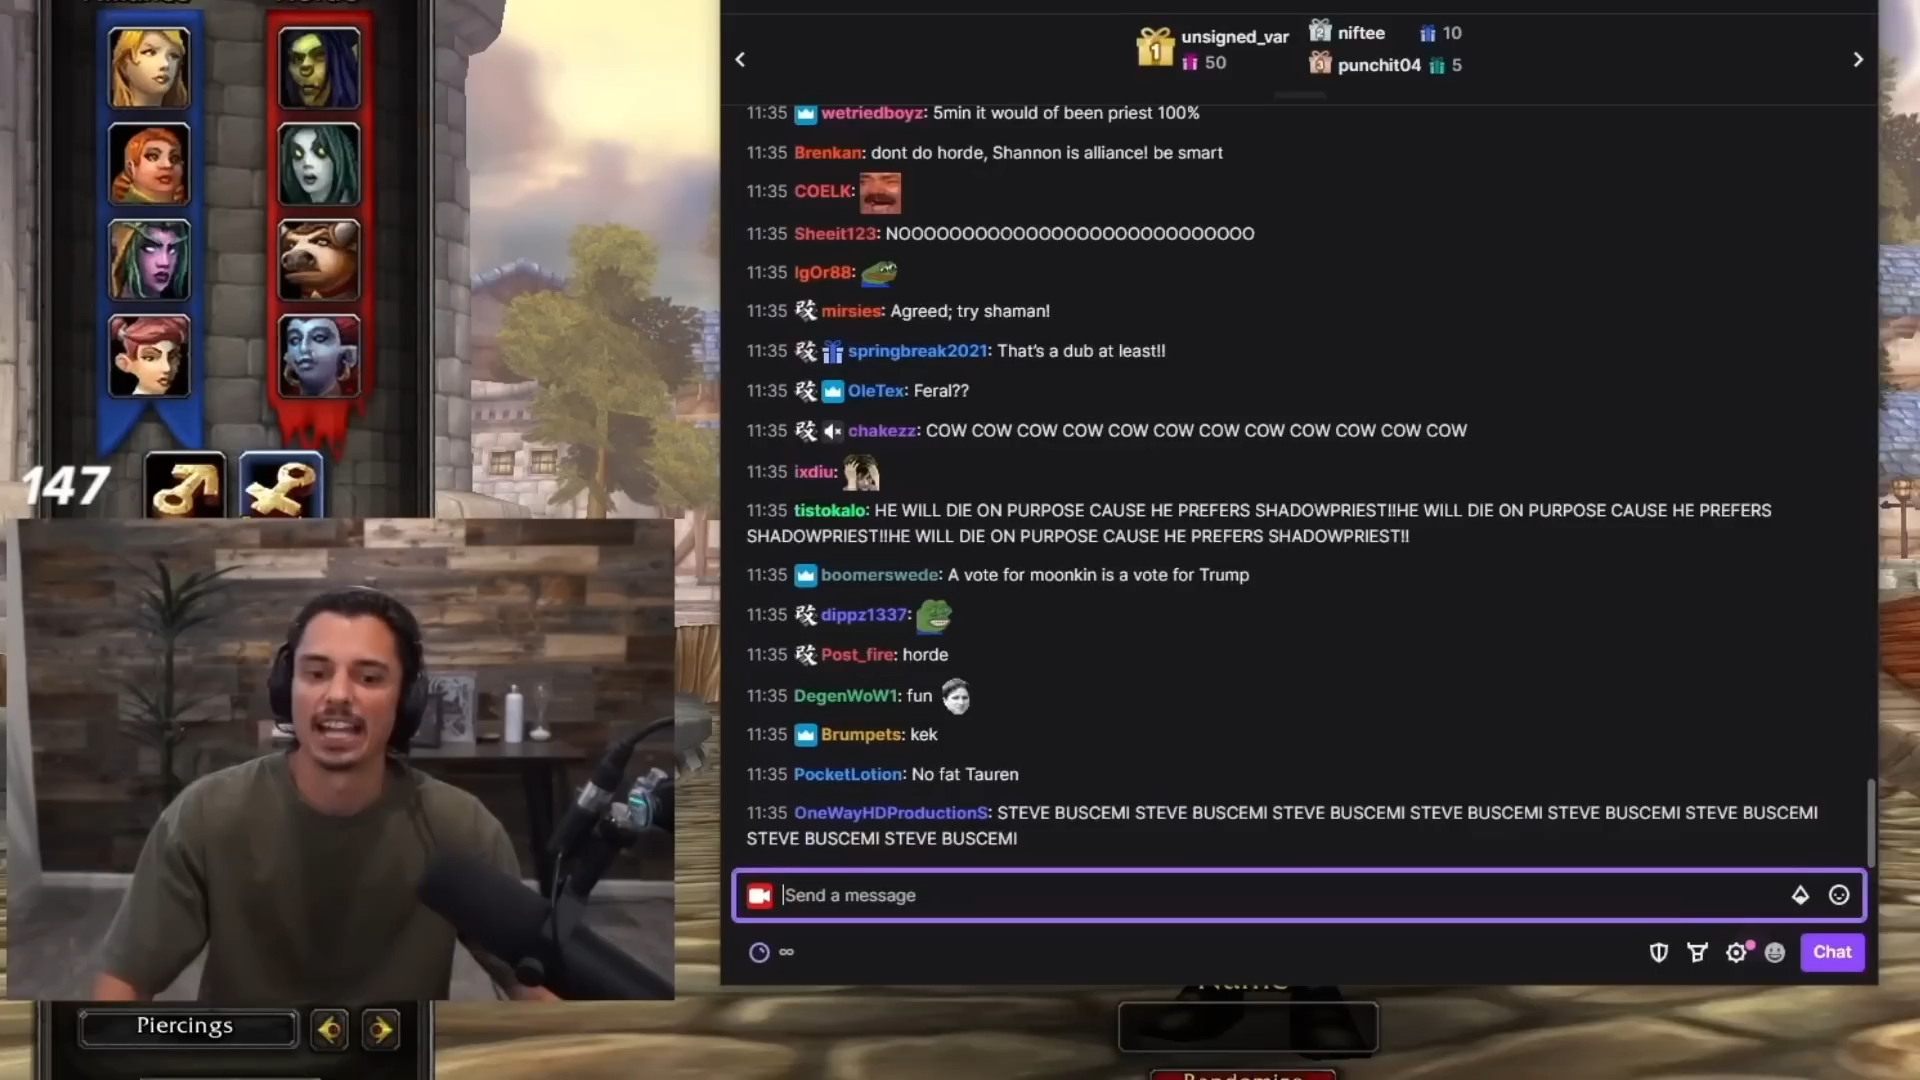 unsigned_var
50
niftee
10
punchit04
5
11:35 wetriedboyz: 5min it would of been priest 100%
11:35 Brenkan: dont do horde, Shannon is alliance! be smart
11:35 COELK:
11:35 Sheeit123: NOOOOOOOOOOOOOOOOOOOOOOOOOOOO
11:35 IgOr88:
11:35 改 mirsies: Agreed; try shaman!
11:35 改 springbreak2021: That's a dub at least!!
11:35 改 OleTex: Feral??
11:35 改 chakezz: COW COW COW COW COW COW COW COW COW COW COW COW
11:35 ixdiu:
11:35 tistokalo: HE WILL DIE ON PURPOSE CAUSE HE PREFERS SHADOWPRIEST!!HE WILL DIE ON PURPOSE CAUSE HE PREFERS
SHADOWPRIEST!!HE WILL DIE ON PURPOSE CAUSE HE PREFERS SHADOWPRIEST!!
11:35 boomerswede: A vote for moonkin is a vote for Trump
11:35 改 dippz1337:
11:35 改 Post_fire: horde
11:35 DegenWoW1: fun
11:35 Brumpets: kek
11:35 PocketLotion: No fat Tauren
11:35 OneWayHDProductionS: STEVE BUSCEMI STEVE BUSCEMI STEVE BUSCEMI STEVE BUSCEMI STEVE BUSCEMI STEVE BUSCEMI
STEVE BUSCEMI STEVE BUSCEMI
Send a message
Chat
147
Piercings